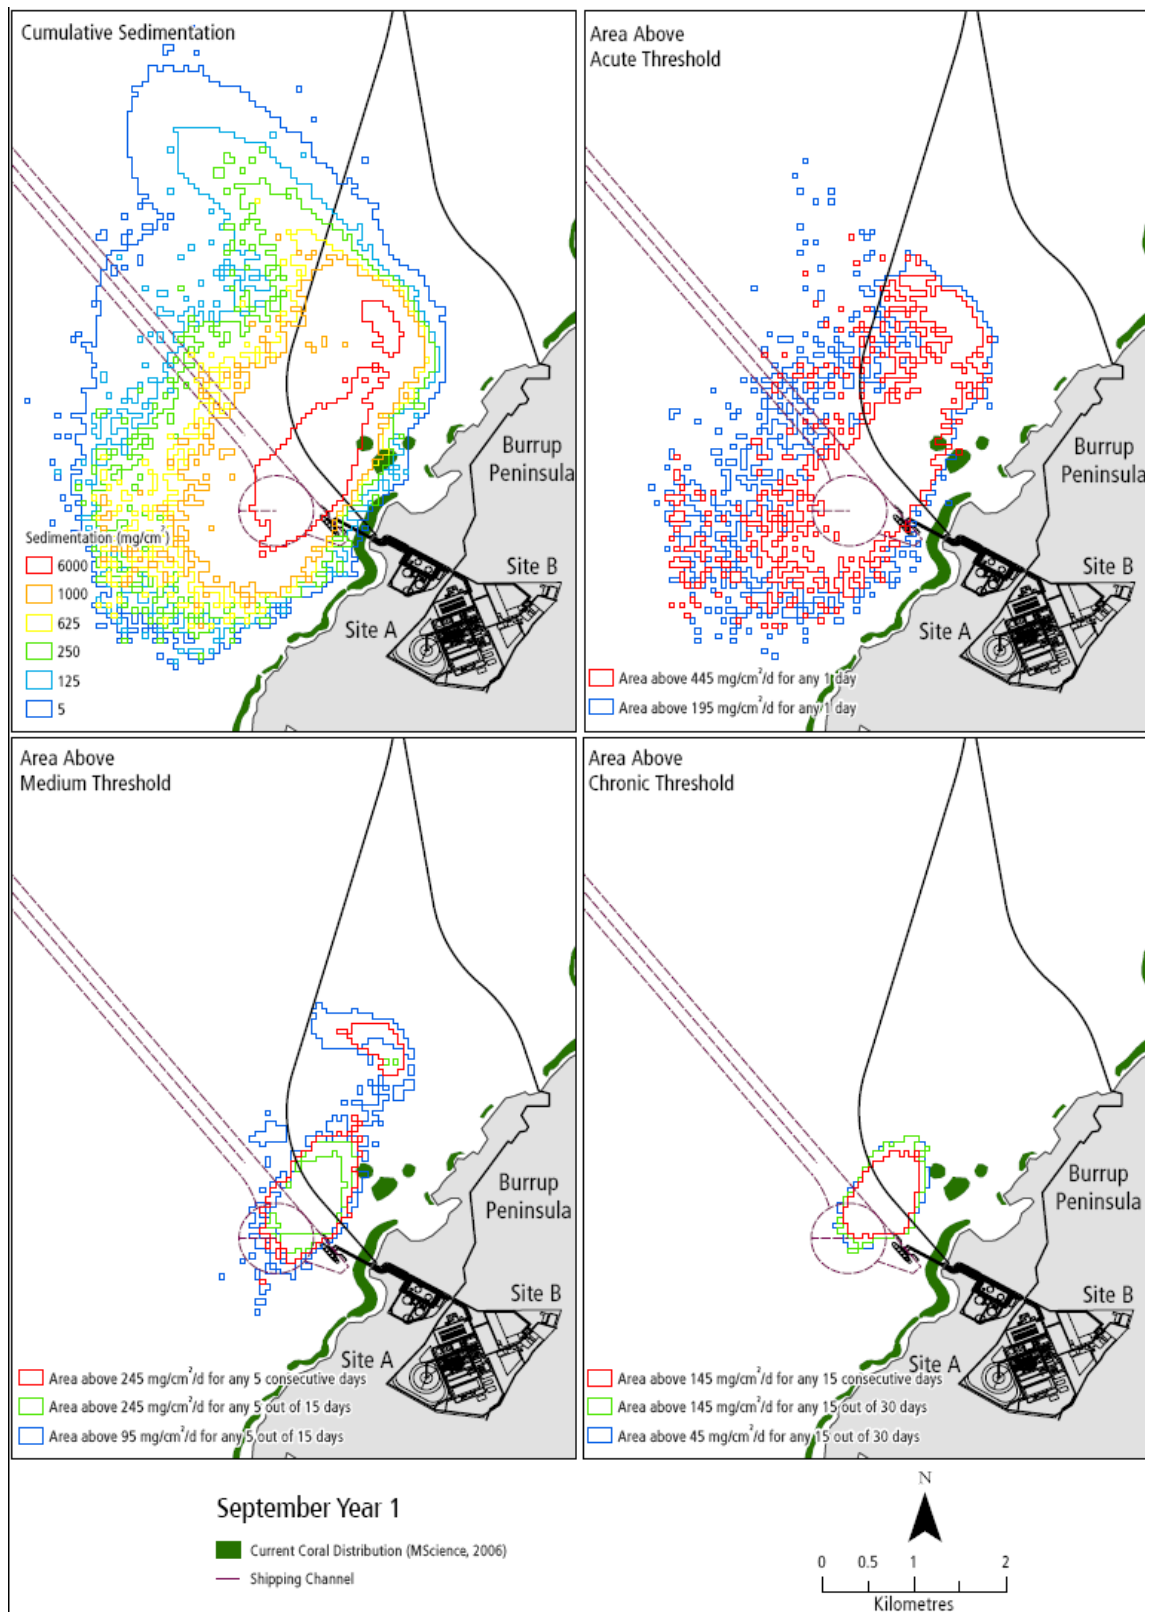 Cumulative Sedimentation
Burrup
Peninsula
Site B
Site A
Sedimentation (mg/cm²)
6000
1000
625
250
125
5
Area Above
Acute Threshold
Burrup
Peninsula
Site B
Site A
Area above 445 mg/cm²/d for any 1 day
Area above 195 mg/cm²/d for any 1 day
Area Above
Medium Threshold
Burrup
Peninsula
Site B
Site A
Area above 245 mg/cm²/d for any 5 consecutive days
Area above 245 mg/cm²/d for any 5 out of 15 days
Area above 95 mg/cm²/d for any 5 out of 15 days
Area Above
Chronic Threshold
Burrup
Peninsula
Site B
Site A
Area above 145 mg/cm²/d for any 15 consecutive days
Area above 145 mg/cm²/d for any 15 out of 30 days
Area above 45 mg/cm²/d for any 15 out of 30 days
September Year 1
Current Coral Distribution (MScience, 2006)
Shipping Channel
N
0 0.5 1 2
Kilometres